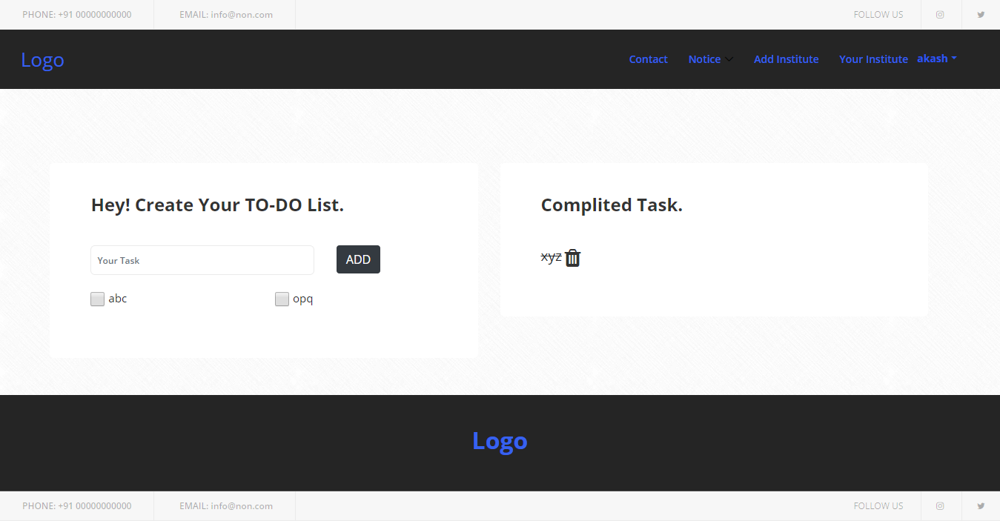 PHONE: +91 00000000000 EMAIL: info@non.com FOLLOW US
Logo Contact Notice Add Institute Your Institute akash
Hey! Create Your TO-DO List.
Your Task ADD
abc opq
Complited Task.
xyz
Logo
PHONE: +91 00000000000 EMAIL: info@non.com FOLLOW US